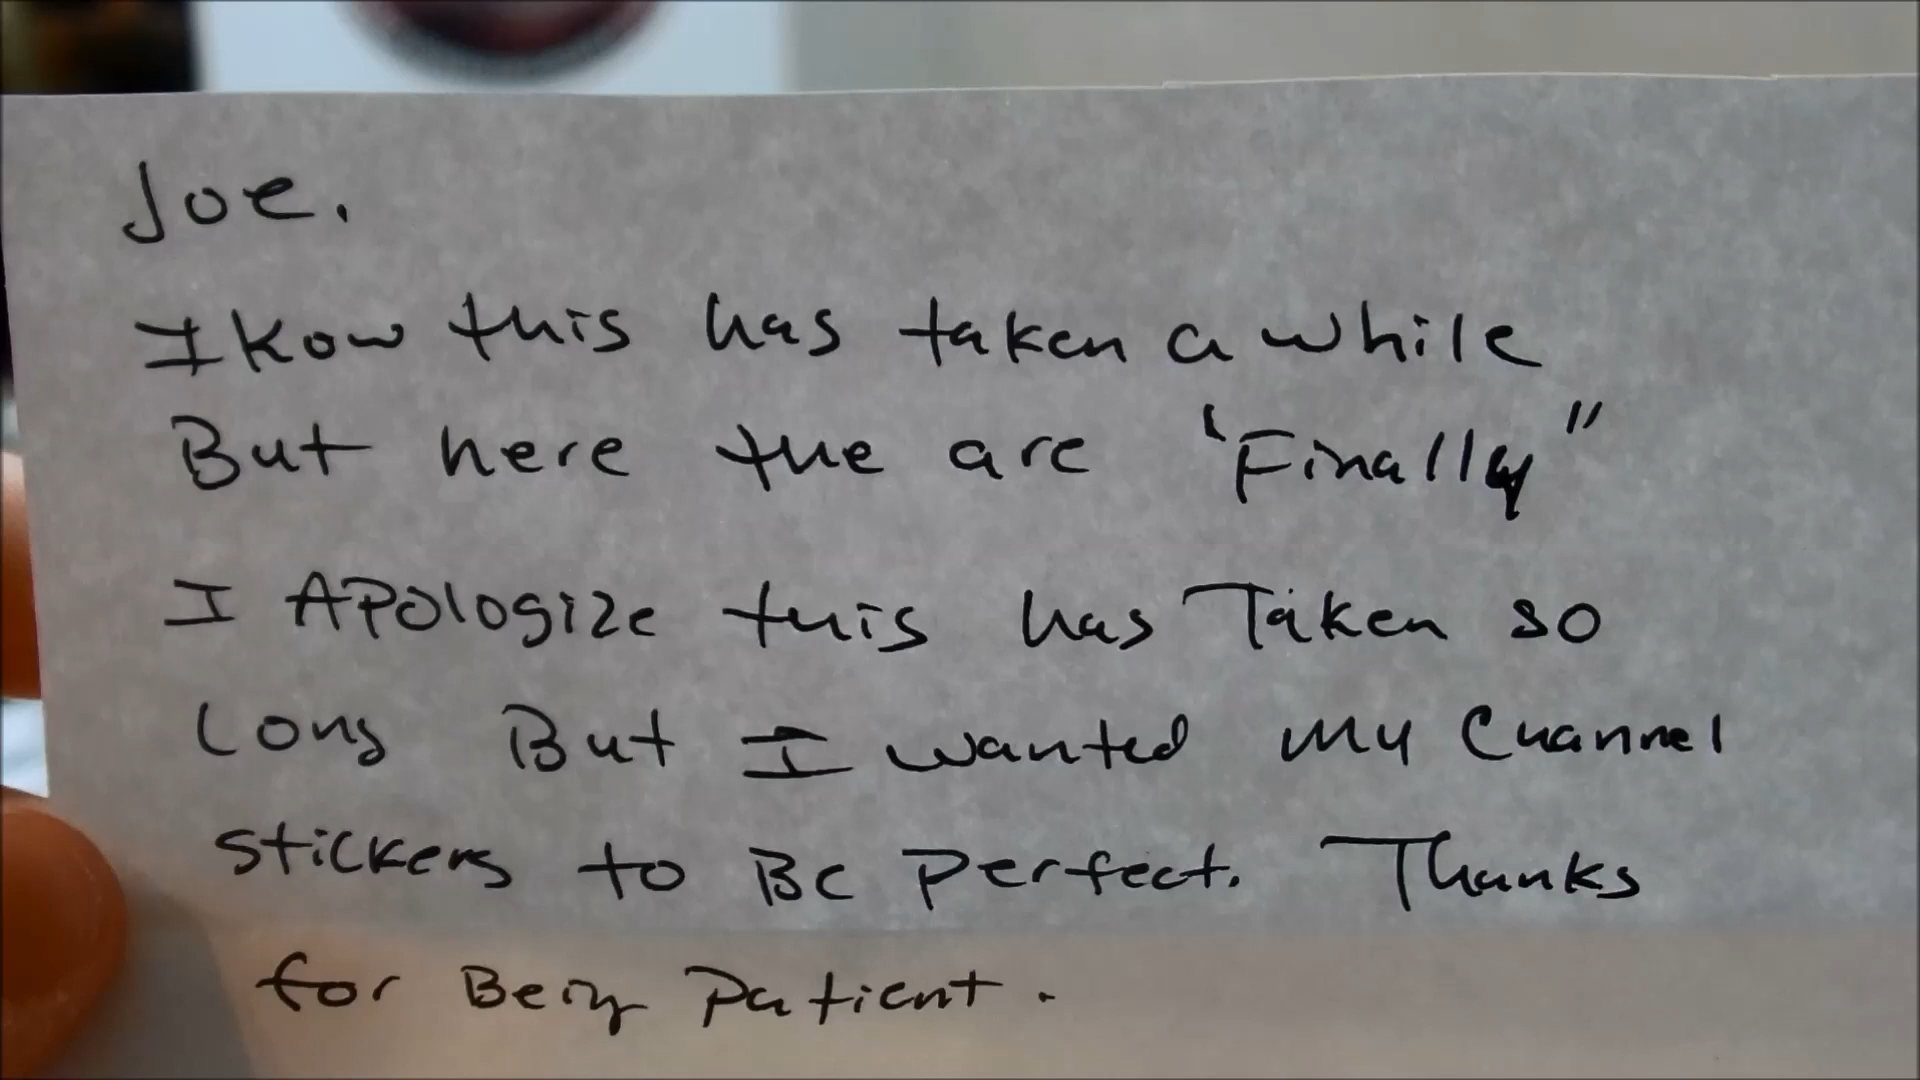 Joe.
I Kow this has taken a while
But here the are "Finally"
I APologize this has Taken so
Long But I wanted My Channel
stickers to Be Perfect. Thanks
for Being Patient.